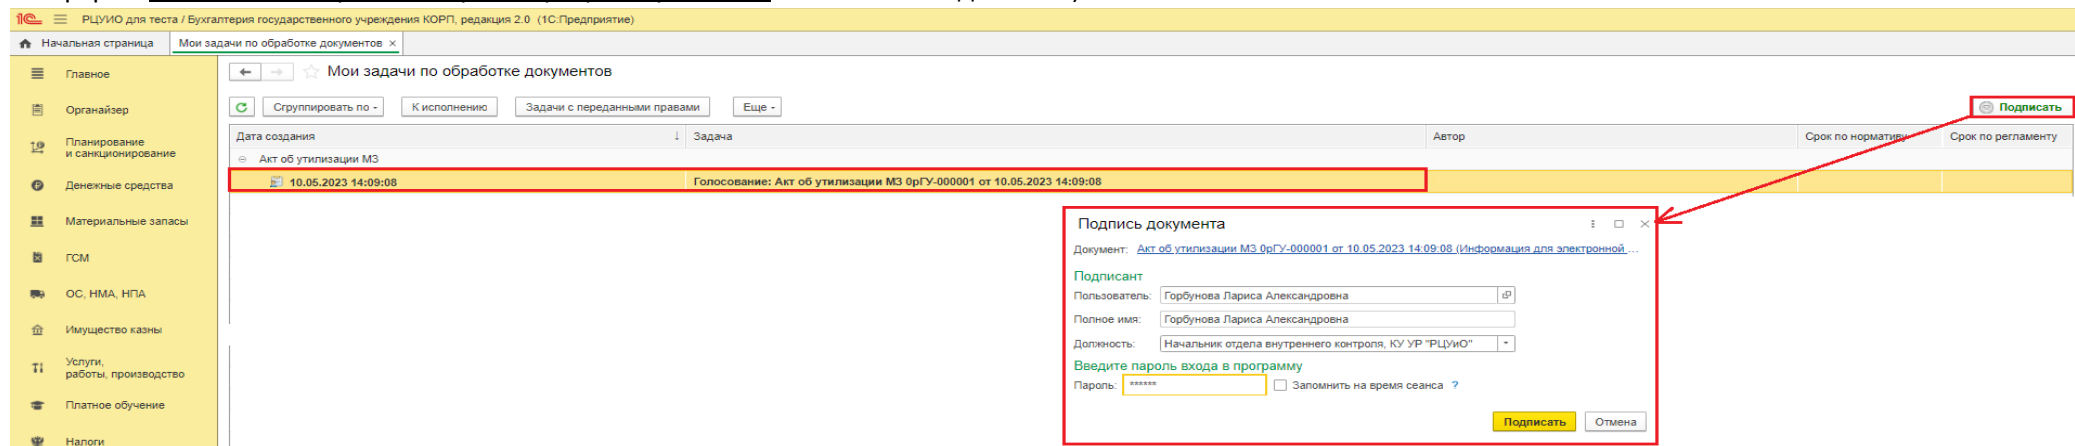 РЦУИО для теста / Бухгалтерия государственного учреждения КОРП, редакция 2.0 (1С:Предприятие)
Начальная страница Мои задачи по обработке документов ×
Главное
Мои задачи по обработке документов
Органайзер
Сгруппировать по К исполнению Задачи с переданными правами Еще
Подписать
Дата создания ↓ Задача Автор Срок по нормативу Срок по регламенту
Планирование
и санкционирование
Акт об утилизации МЗ
10.05.2023 14:09:08 Голосование: Акт об утилизации МЗ 0рГУ-000001 от 10.05.2023 14:09:08
Денежные средства
Материальные запасы
ГСМ
ОС, НМА, НПА
Имущество казны
Услуги,
работы, производство
Платное обучение
Налоги
Подпись документа
Документ: Акт об утилизации МЗ 0рГУ-000001 от 10.05.2023 14:09:08 (Информация для электронной ...
Подписант
Пользователь: Горбунова Лариса Александровна
Полное имя: Горбунова Лариса Александровна
Должность: Начальник отдела внутреннего контроля, КУ УР "РЦУиО"
Введите пароль входа в программу
Пароль: ****** Запомнить на время сеанса ?
Подписать Отмена